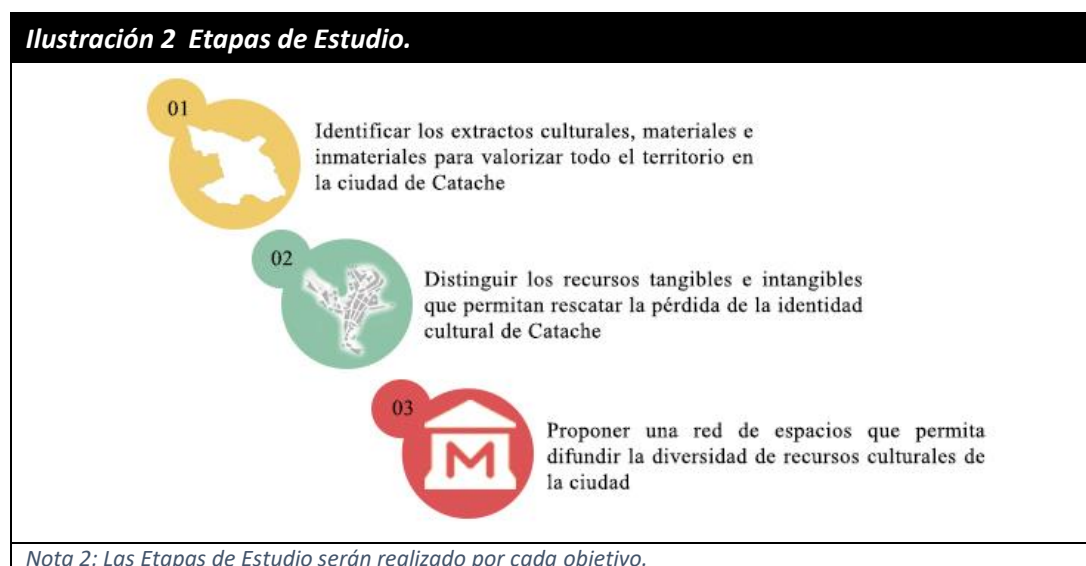 Ilustración 2 Etapas de Estudio.
01
Identificar los extractos culturales, materiales e
inmateriales para valorizar todo el territorio en
la ciudad de Catache
02
Distinguir los recursos tangibles e intangibles
que permitan rescatar la pérdida de la identidad
cultural de Catache
03
M
Proponer una red de espacios que permita
difundir la diversidad de recursos culturales de
la ciudad
Nota 2: Las Etapas de Estudio serán realizado por cada objetivo.